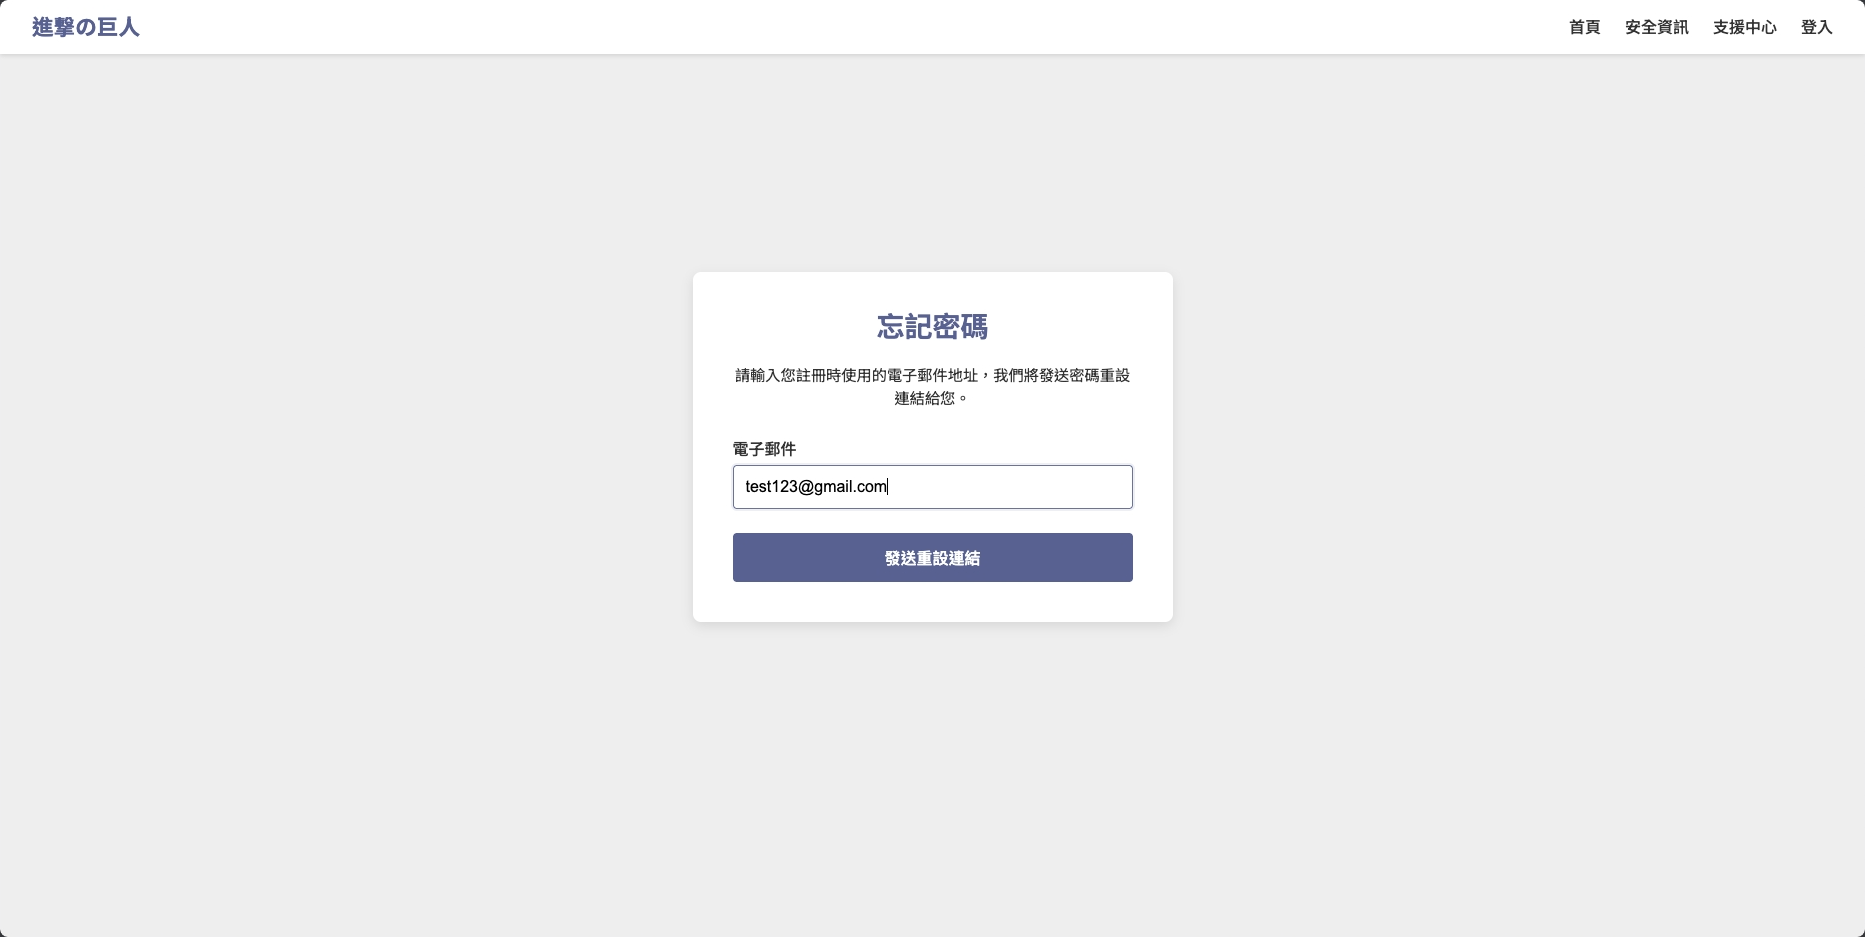 進撃の巨人
首頁 安全資訊 支援中心 登入
忘記密碼
請輸入您註冊時使用的電子郵件地址，我們將發送密碼重設
連結給您。
電子郵件
test123@gmail.com
發送重設連結